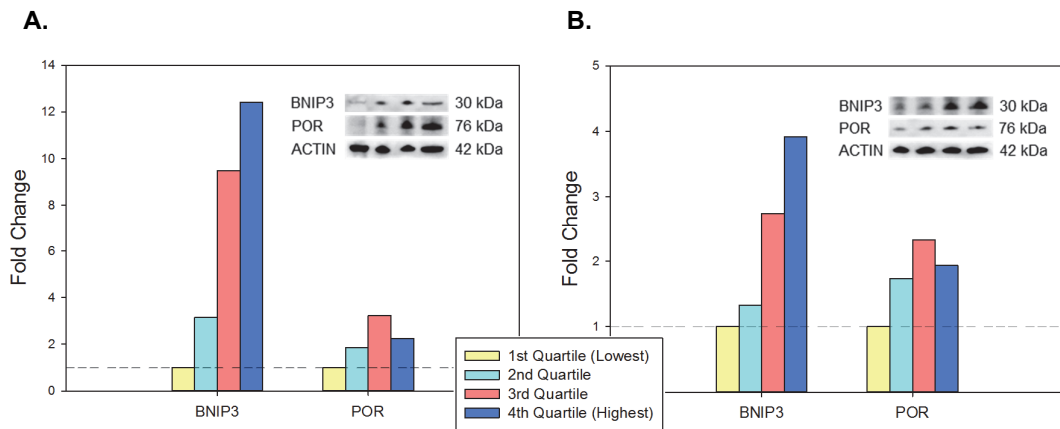 A.
14
12
10
8
6
4
2
0
Fold Change
BNIP3 30 kDa
POR 76 kDa
ACTIN 42 kDa
BNIP3 POR
B.
5
4
3
2
1
Fold Change
BNIP3 30 kDa
POR 76 kDa
ACTIN 42 kDa
BNIP3 POR
1st Quartile (Lowest)
2nd Quartile
3rd Quartile
4th Quartile (Highest)